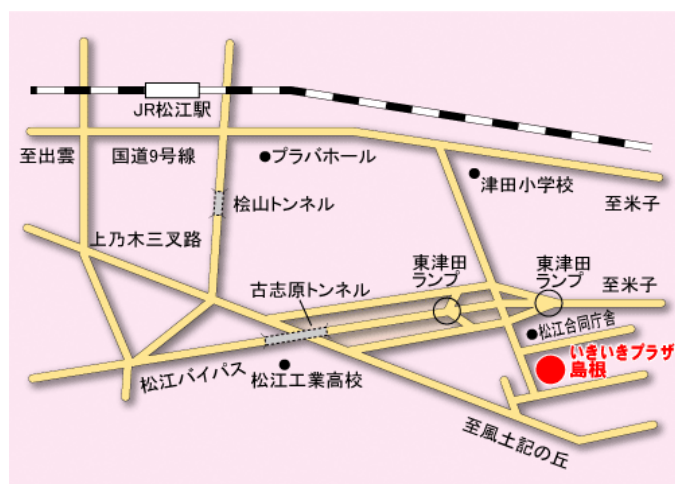 JR松江駅
至出雲
国道9号線
プラバホール
津田小学校
至米子
桧山トンネル
上乃木三叉路
東津田
ランプ
東津田
ランプ
至米子
古志原トンネル
松江合同庁舎
いきいきプラザ
島根
松江バイパス
松江工業高校
至風土記の丘